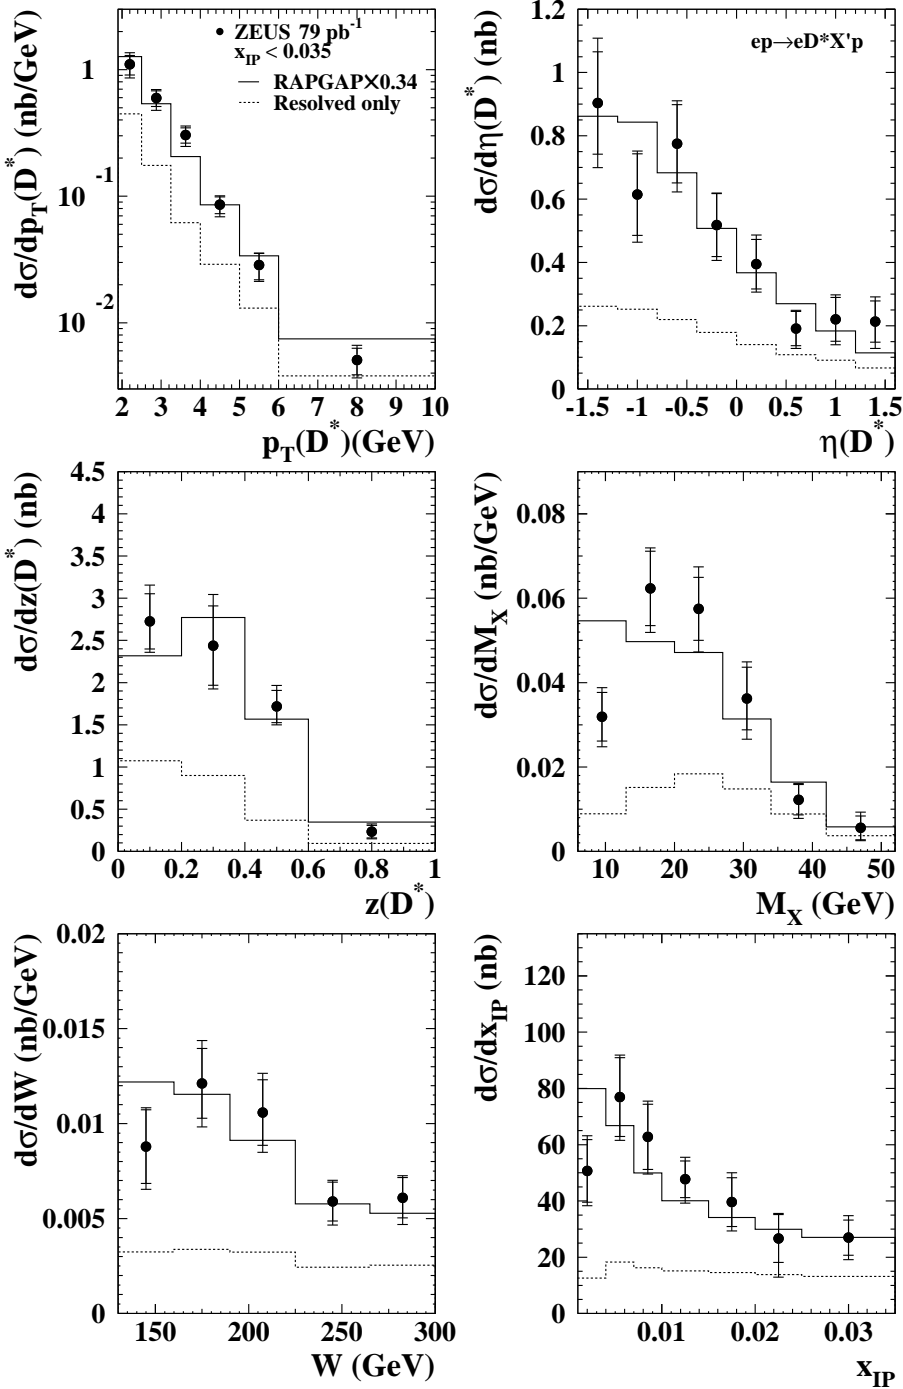 dσ/dp_T(D*) (nb/GeV)
1
10^-1
10^-2
ZEUS 79 pb^-1
x_IP < 0.035
RAPGAP×0.34
Resolved only
2 3 4 5 6 7 8 9 10
p_T(D*)(GeV)
dσ/dη(D*) (nb)
1.2
1
0.8
0.6
0.4
0.2
0
ep→eD*X'p
-1.5 -1 -0.5 0 0.5 1 1.5
η(D*)
dσ/dz(D*) (nb)
4.5
4
3.5
3
2.5
2
1.5
1
0.5
0
0 0.2 0.4 0.6 0.8 1
z(D*)
dσ/dM_X (nb/GeV)
0.08
0.06
0.04
0.02
0
10 20 30 40 50
M_X (GeV)
dσ/dW (nb/GeV)
0.02
0.015
0.01
0.005
0
150 200 250 300
W (GeV)
dσ/dx_IP (nb)
120
100
80
60
40
20
0
0.01 0.02 0.03
x_IP